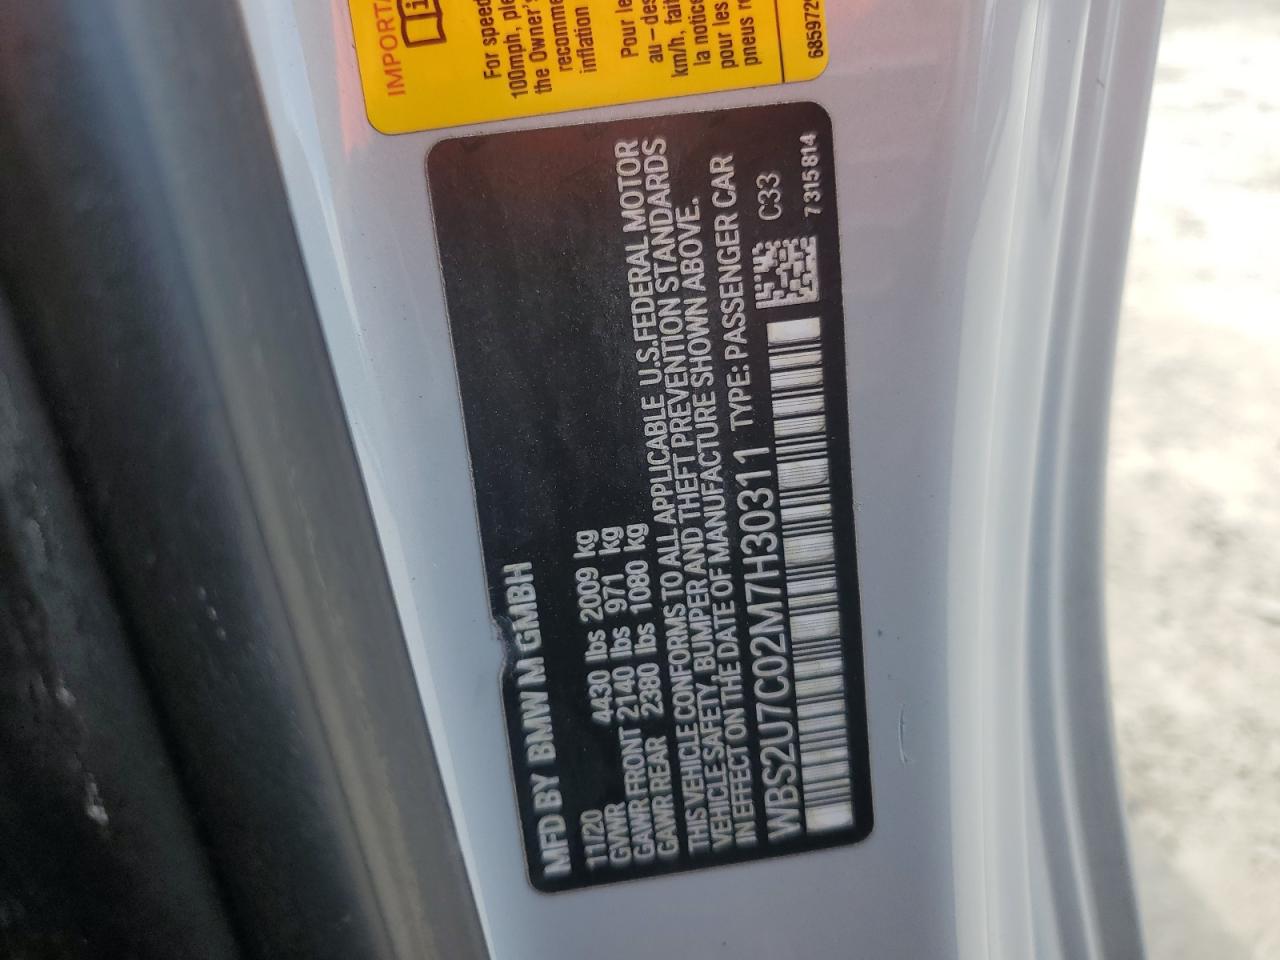 IMPORTA
For speed
100mph, ple
the Owner's
recomme
inflation
Pour le
au-des
km/h, fait
la notice
pour les
pneus r
685972
MFD BY BMW M GMBH
11/20
GVWR 4430 lbs 2009 kg
GAWR FRONT 2140 lbs 971 kg
GAWR REAR 2380 lbs 1080 kg
THIS VEHICLE CONFORMS TO ALL APPLICABLE U.S.FEDERAL MOTOR
VEHICLE SAFETY, BUMPER AND THEFT PREVENTION STANDARDS
IN EFFECT ON THE DATE OF MANUFACTURE SHOWN ABOVE.
WBS2U7C02M7H30311 TYPE: PASSENGER CAR
C33
7315814